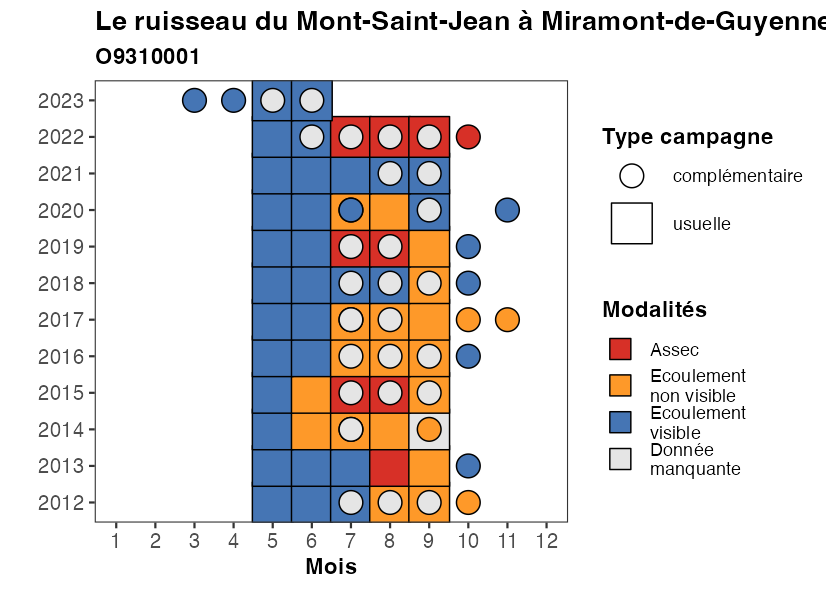 Le ruisseau du Mont-Saint-Jean à Miramont-de-Guyenne
O9310001
2023
2022
2021
2020
2019
2018
2017
2016
2015
2014
2013
2012
1 2 3 4 5 6 7 8 9 10 11 12
Mois
Type campagne
complémentaire
usuelle
Modalités
Assec
Ecoulement
non visible
Ecoulement
visible
Donnée
manquante